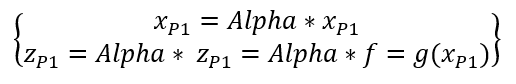 x_{P1} = Alpha * x_{P1}
z_{P1} = Alpha * z_{P1} = Alpha * f = g(x_{P1})